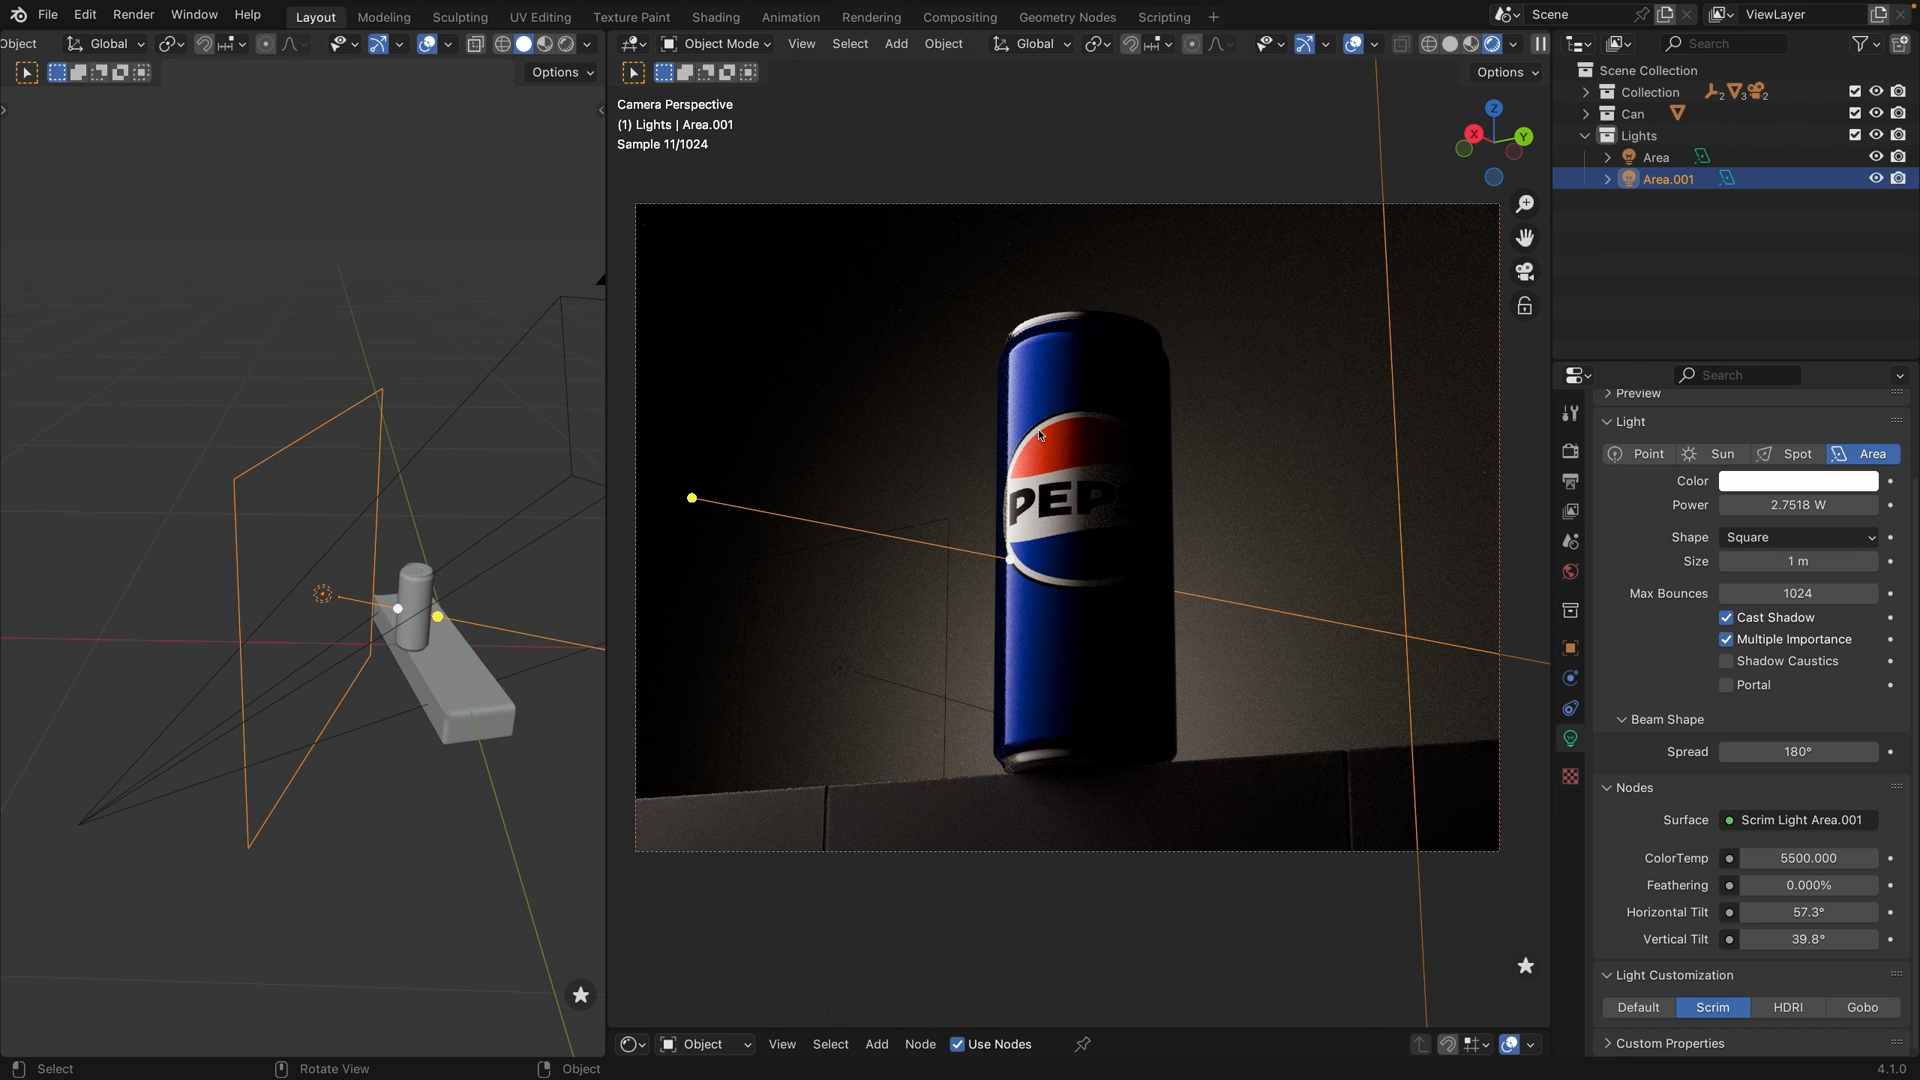 File Edit Render Window Help Layout Modeling Sculpting UV Editing Texture Paint Shading Animation Rendering Compositing Geometry Nodes Scripting + Scene ViewLayer
Object Global Object Mode View Select Add Object Global Search
Options Options
Scene Collection
Collection 2 3 2
Can
Lights
Area
Area.001
Camera Perspective
(1) Lights | Area.001
Sample 11/1024
Z
X Y
PEPS
Search
Preview
Light
Point Sun Spot Area
Color
Power 2.7518 W
Shape Square
Size 1 m
Max Bounces 1024
Cast Shadow
Multiple Importance
Shadow Caustics
Portal
Beam Shape
Spread 180°
Nodes
Surface Scrim Light Area.001
ColorTemp 5500.000
Feathering 0.000%
Horizontal Tilt 57.3°
Vertical Tilt 39.8°
Light Customization
Default Scrim HDRI Gobo
Custom Properties
Object View Select Add Node Use Nodes
Select Rotate View Object 4.1.0